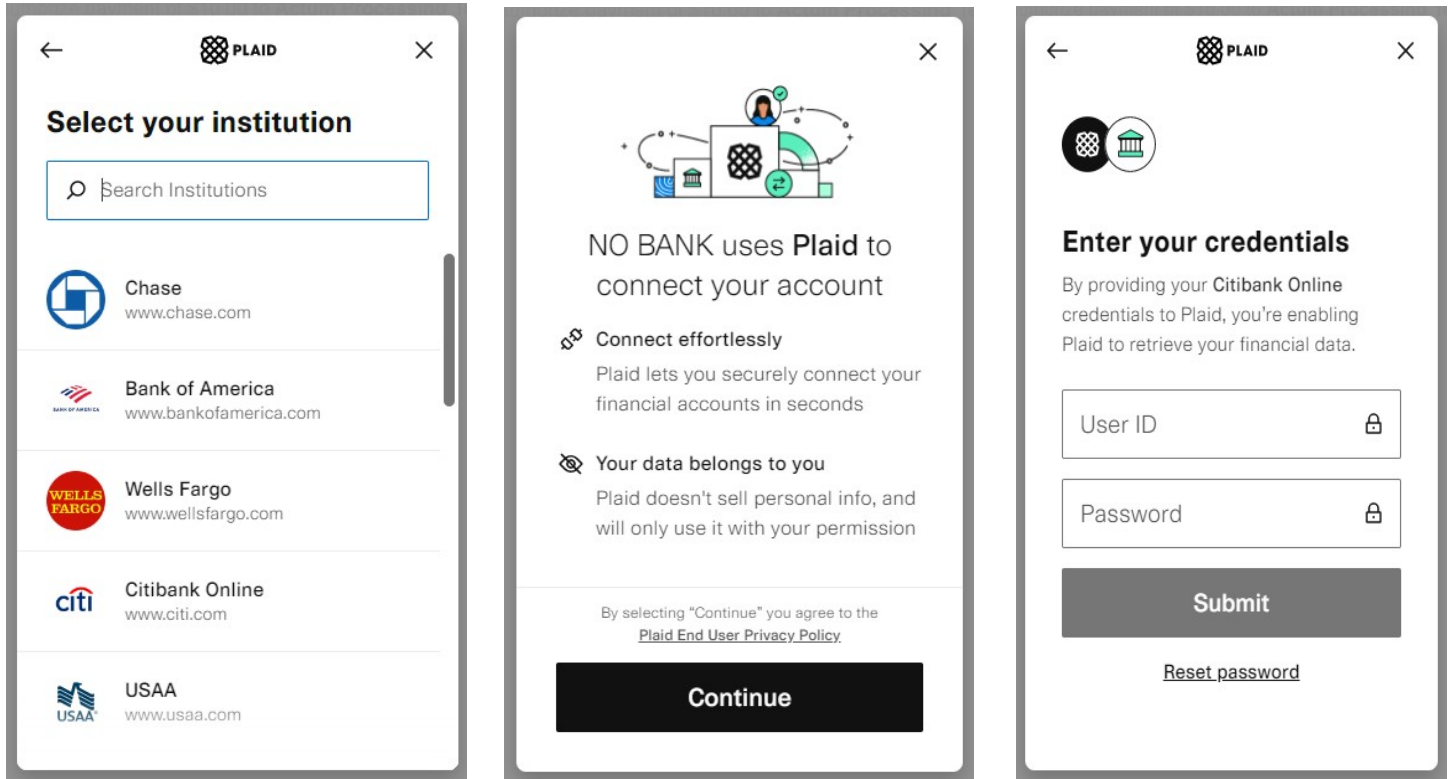 PLAID
Select your institution
Search Institutions
Chase
www.chase.com
BANK OF AMERICA
Bank of America
www.bankofamerica.com
WELLS
FARGO
Wells Fargo
www.wellsfargo.com
citi
Citibank Online
www.citi.com
USAA
USAA
www.usaa.com
NO BANK uses Plaid to
connect your account
Connect effortlessly
Plaid lets you securely connect your
financial accounts in seconds
Your data belongs to you
Plaid doesn't sell personal info, and
will only use it with your permission
By selecting “Continue” you agree to the
Plaid End User Privacy Policy
Continue
PLAID
Enter your credentials
By providing your Citibank Online
credentials to Plaid, you’re enabling
Plaid to retrieve your financial data.
User ID
Password
Submit
Reset password